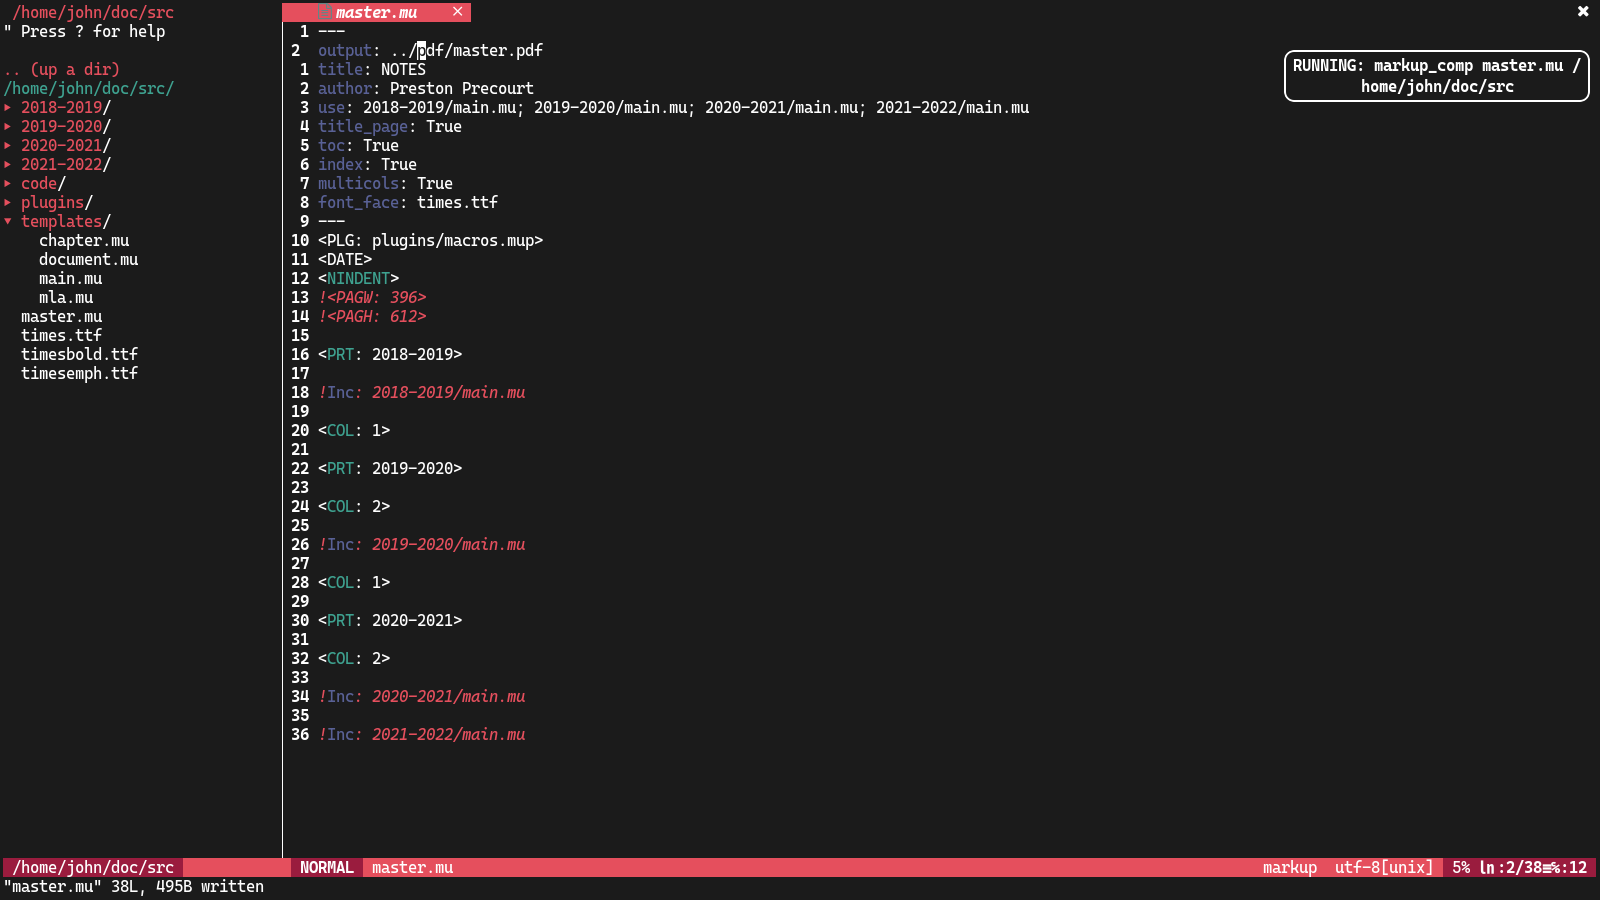 /home/john/doc/src
" Press ? for help
.. (up a dir)
/home/john/doc/src/
▸ 2018-2019/
▸ 2019-2020/
▸ 2020-2021/
▸ 2021-2022/
▸ code/
▸ plugins/
▾ templates/
chapter.mu
document.mu
main.mu
mla.mu
master.mu
times.ttf
timesbold.ttf
timesemph.ttf
master.mu ×
1 ---
2 output: ../pdf/master.pdf
1 title: NOTES
2 author: Preston Precourt
3 use: 2018-2019/main.mu; 2019-2020/main.mu; 2020-2021/main.mu; 2021-2022/main.mu
4 title_page: True
5 toc: True
6 index: True
7 multicols: True
8 font_face: times.ttf
9 ---
10 <PLG: plugins/macros.mup>
11 <DATE>
12 <NINDENT>
13 !<PAGW: 396>
14 !<PAGH: 612>
15
16 <PRT: 2018-2019>
17
18 !Inc: 2018-2019/main.mu
19
20 <COL: 1>
21
22 <PRT: 2019-2020>
23
24 <COL: 2>
25
26 !Inc: 2019-2020/main.mu
27
28 <COL: 1>
29
30 <PRT: 2020-2021>
31
32 <COL: 2>
33
34 !Inc: 2020-2021/main.mu
35
36 !Inc: 2021-2022/main.mu
✖
RUNNING: markup_comp master.mu /
home/john/doc/src
/home/john/doc/src NORMAL master.mu markup utf-8[unix] 5% ln:2/38≡%:12
"master.mu" 38L, 495B written